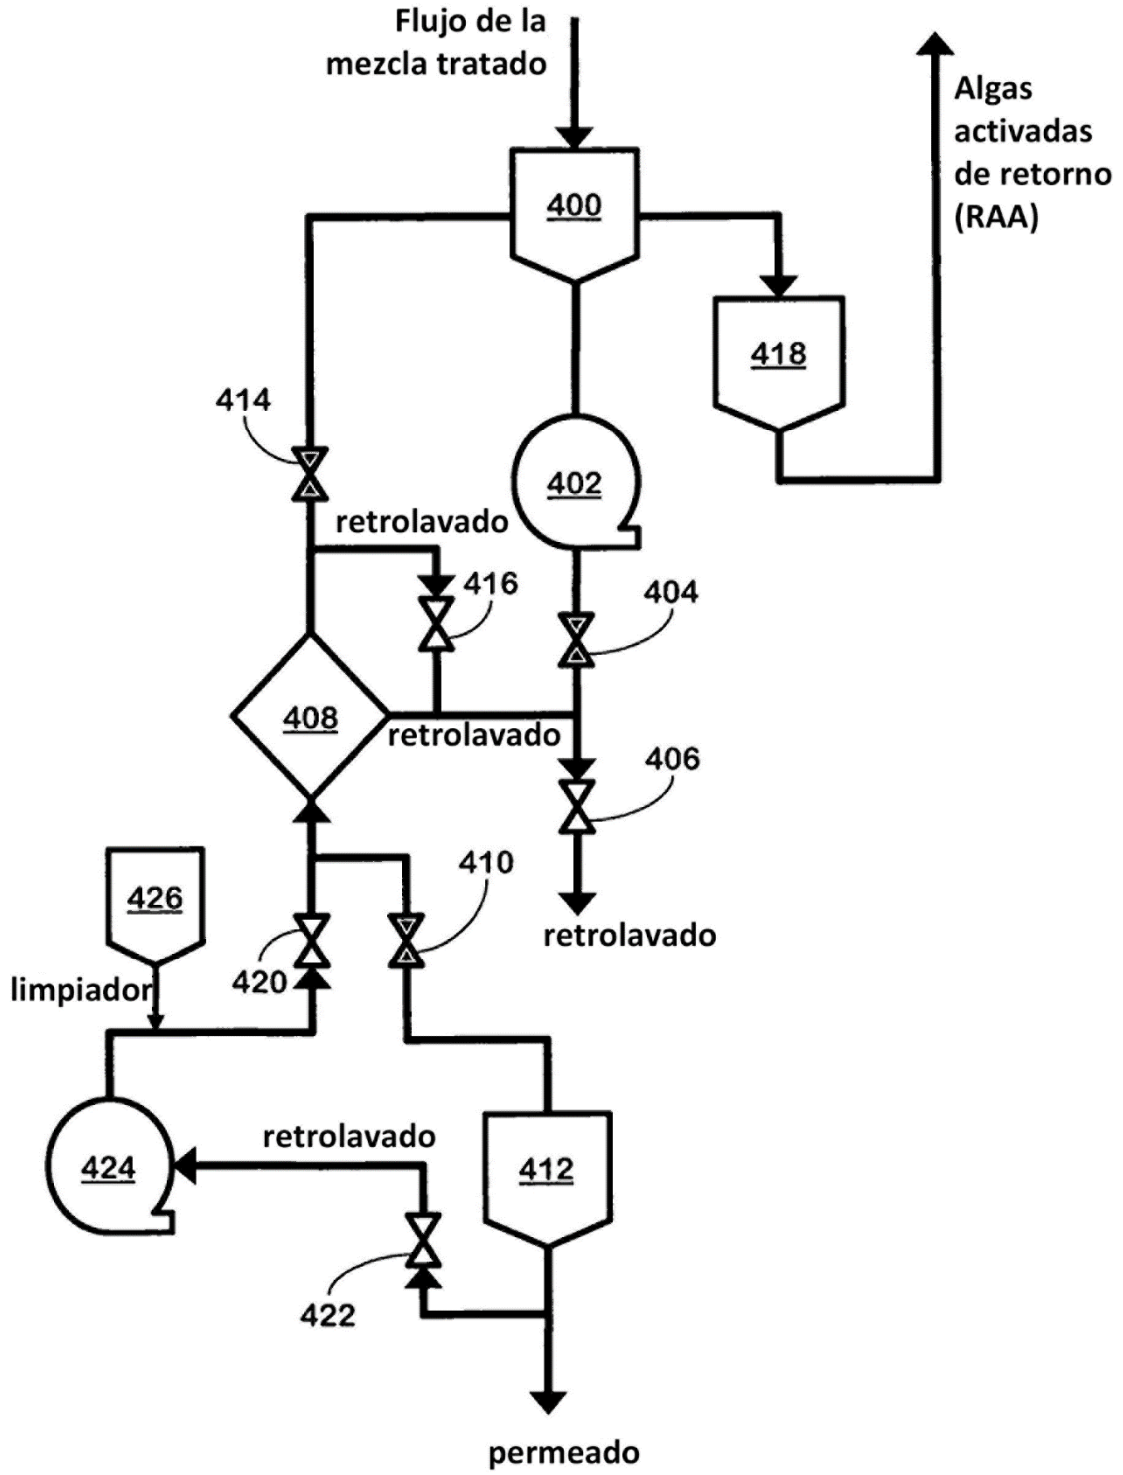 Flujo de la
mezcla tratado
Algas
activadas
de retorno
(RAA)
400
418
414
402
retrolavado
416
404
408
retrolavado
406
410
426
retrolavado
420
limpiador
retrolavado
424
412
422
permeado